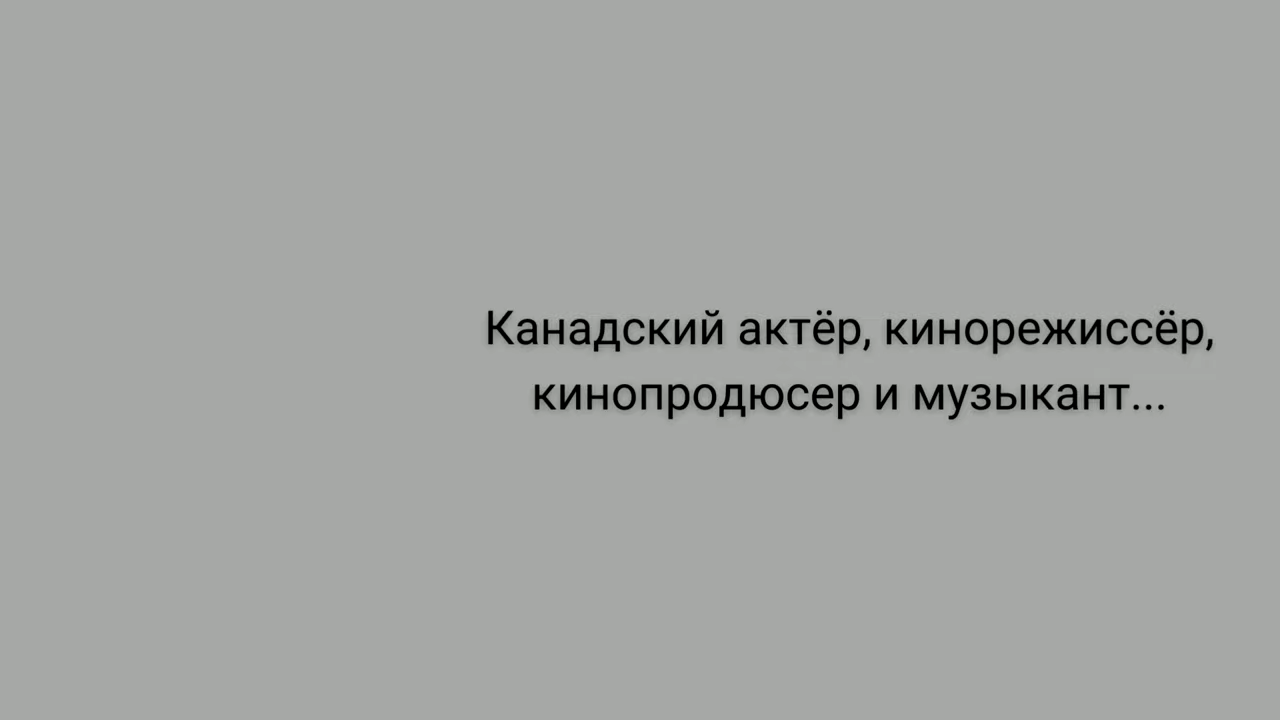 Канадский актёр, кинорежиссёр,
кинопродюсер и музыкант...